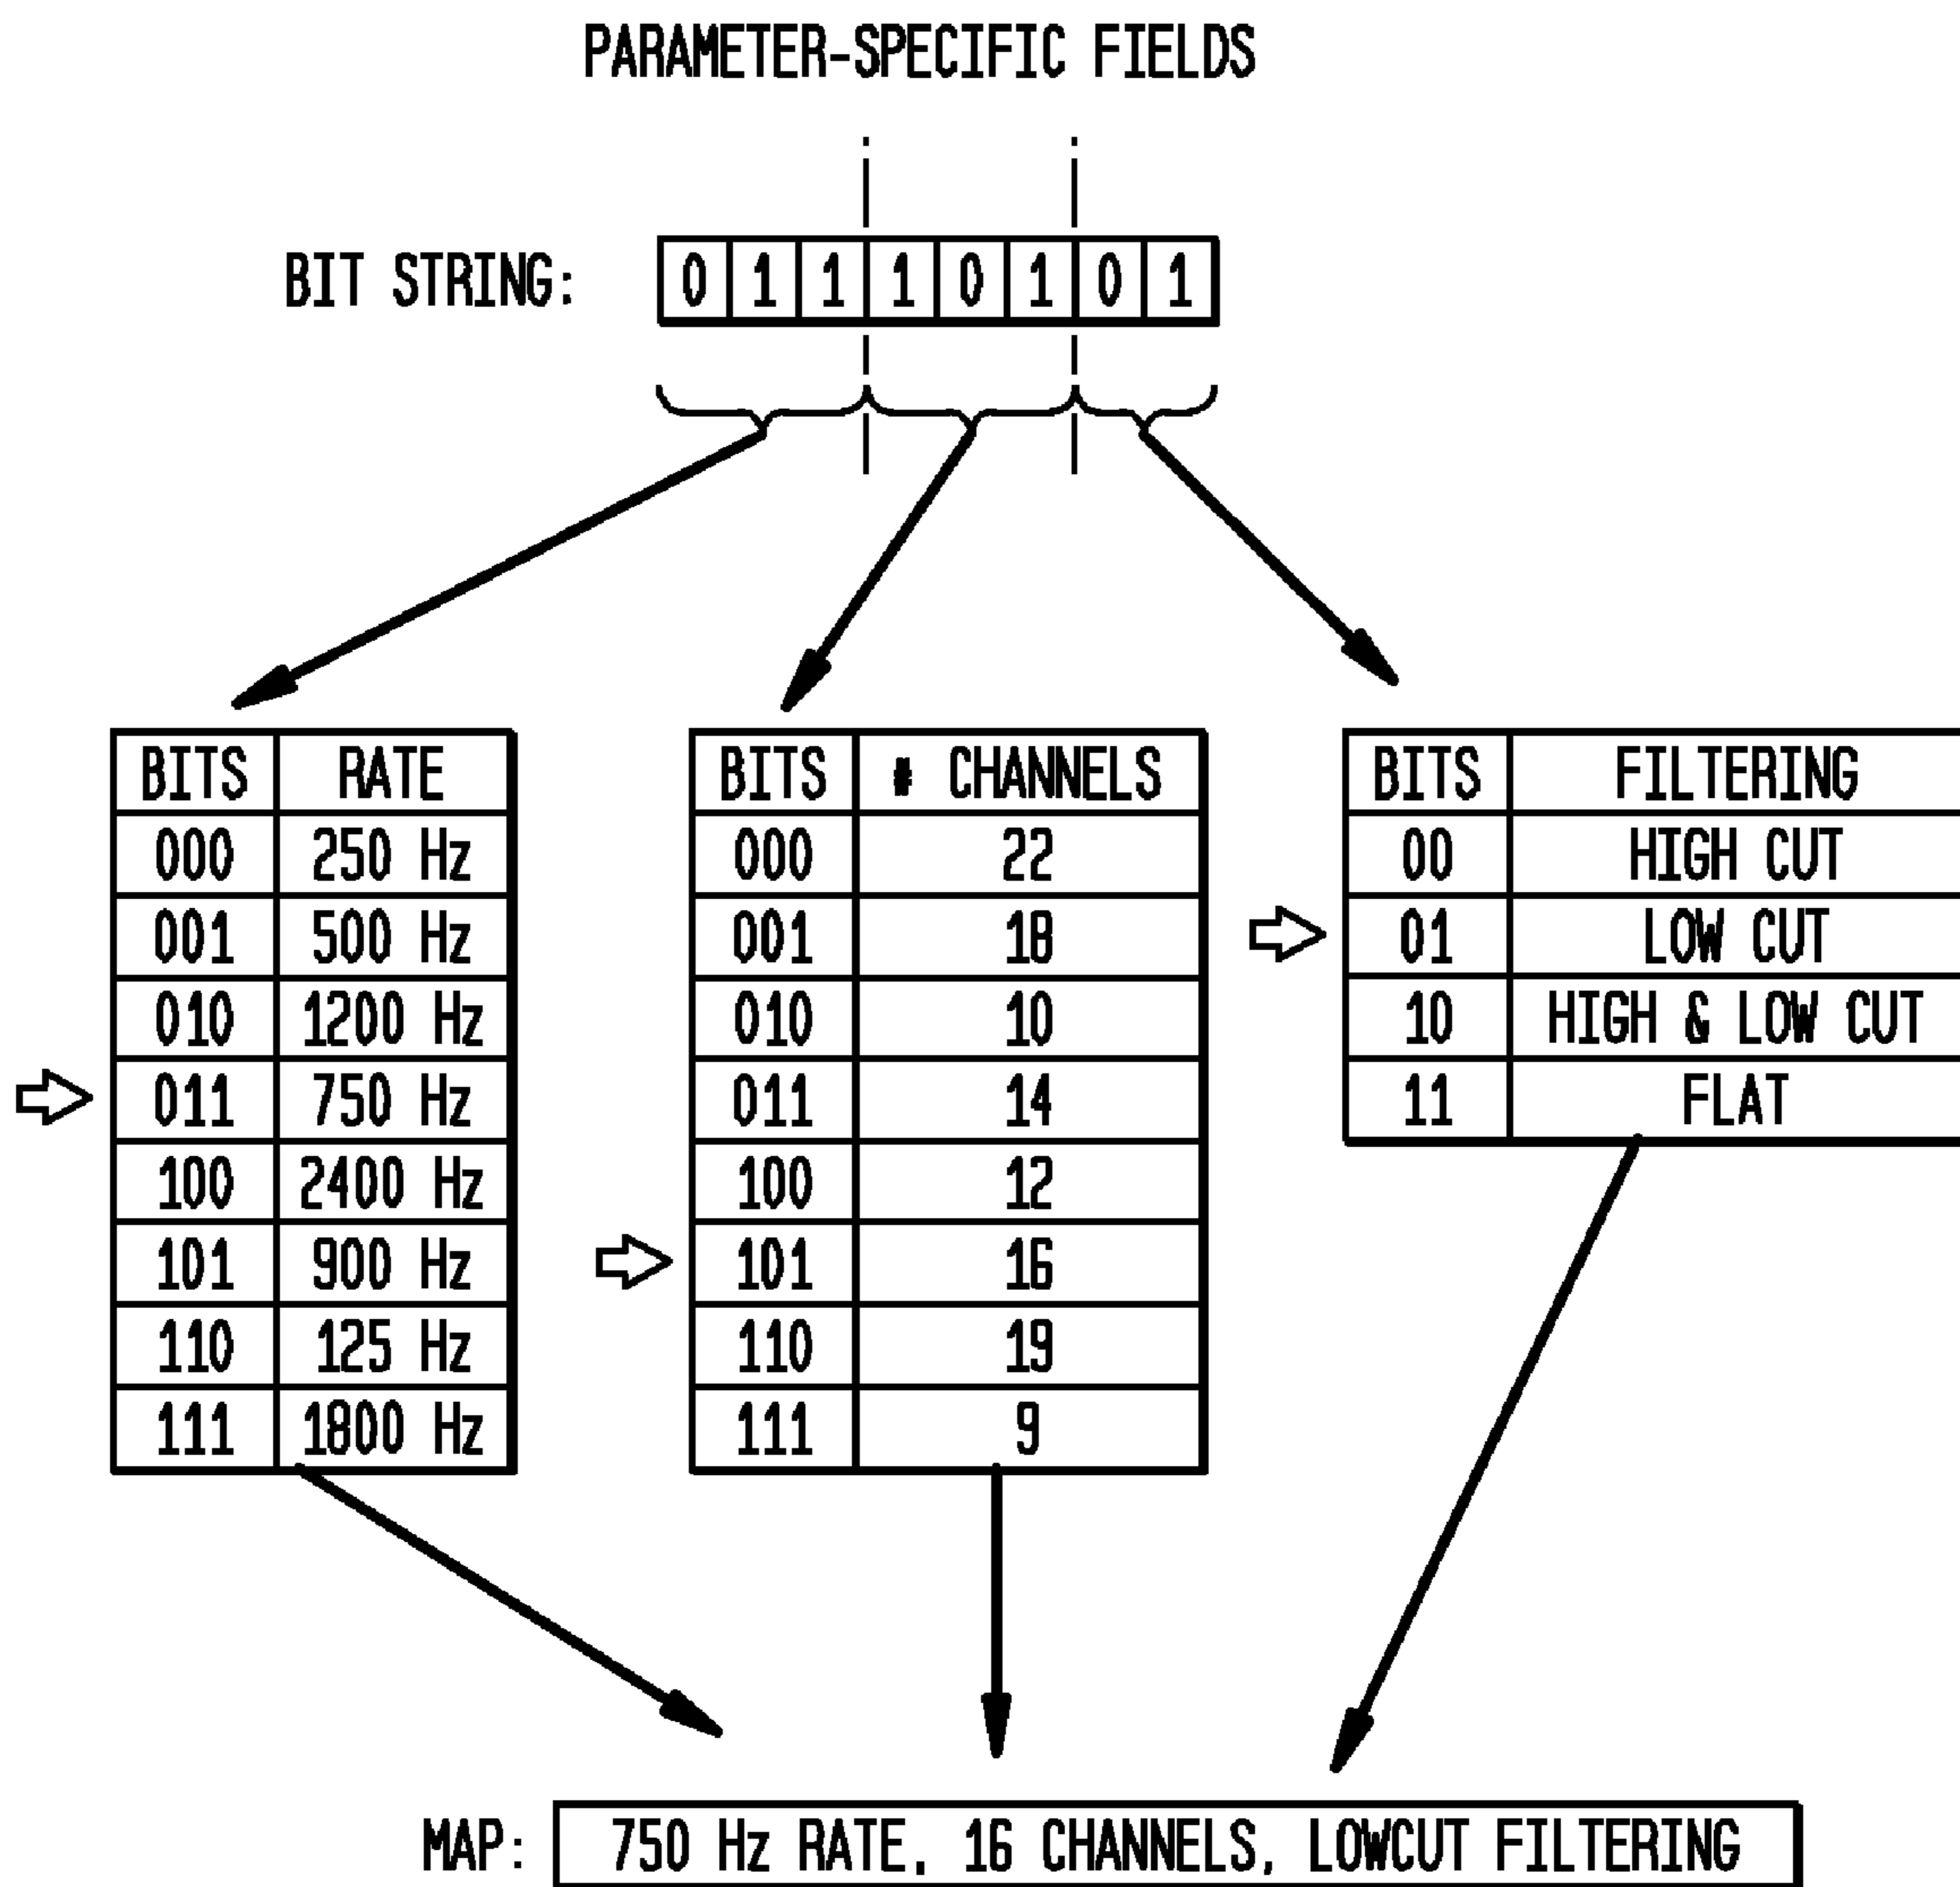 PARAMETER-SPECIFIC FIELDS
BIT STRING: 0 1 1 1 0 1 0 1
BITS RATE
000 250 Hz
001 500 Hz
010 1200 Hz
011 750 Hz
100 2400 Hz
101 900 Hz
110 125 Hz
111 1800 Hz
BITS # CHANNELS
000 22
001 18
010 10
011 14
100 12
101 16
110 19
111 9
BITS FILTERING
00 HIGH CUT
01 LOW CUT
10 HIGH & LOW CUT
11 FLAT
MAP: 750 Hz RATE, 16 CHANNELS, LOWCUT FILTERING